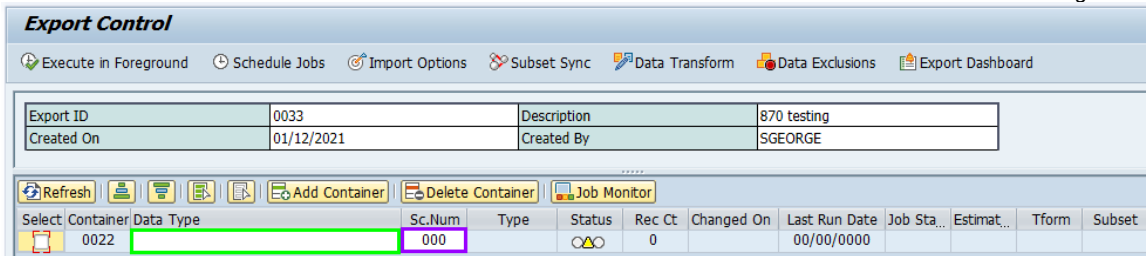 Export Control
Execute in Foreground Schedule Jobs Import Options Subset Sync Data Transform Data Exclusions Export Dashboard
Export ID 0033 Description 870 testing
Created On 01/12/2021 Created By SGEORGE
Refresh Add Container Delete Container Job Monitor
Select Container Data Type Sc.Num Type Status Rec Ct Changed On Last Run Date Job Sta... Estimat... Tform Subset
0022 000 0 00/00/0000